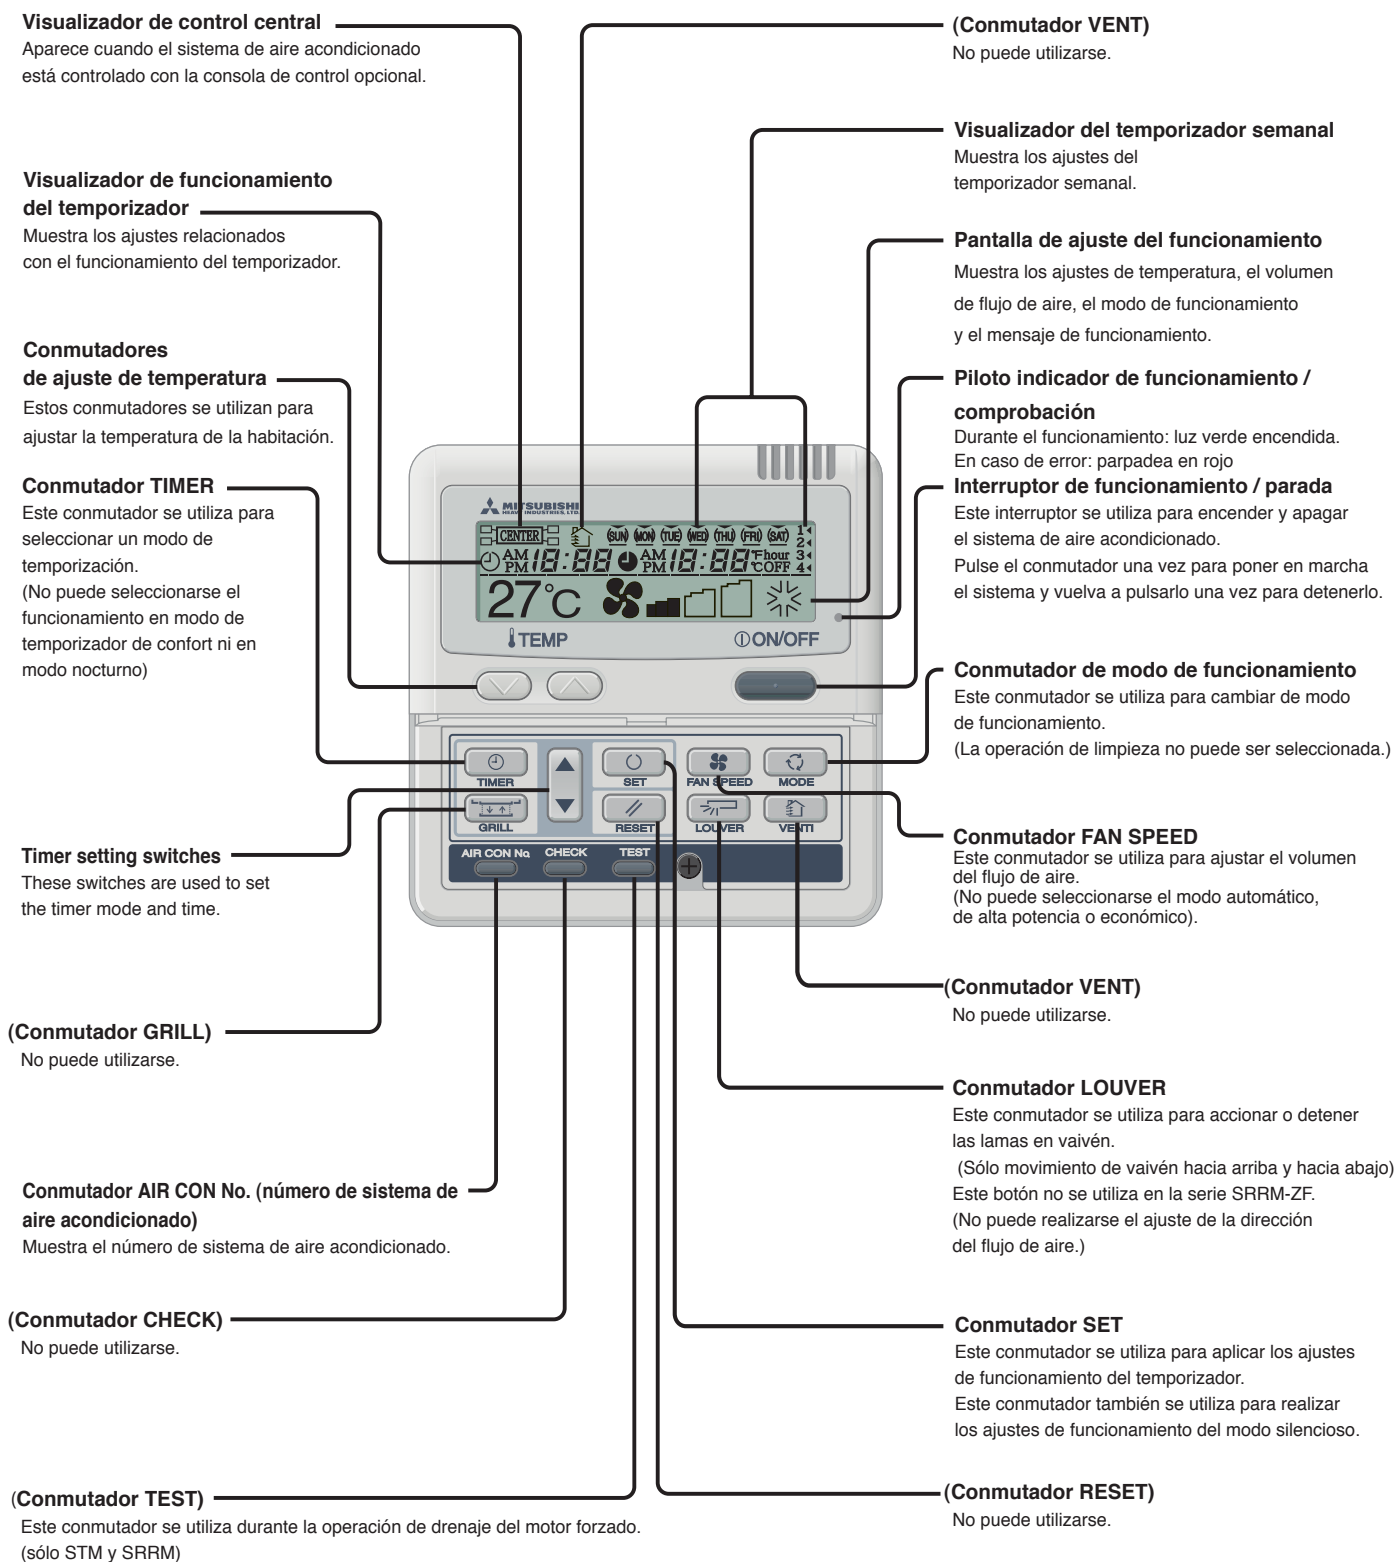 Visualizador de control central
Aparece cuando el sistema de aire acondicionado
está controlado con la consola de control opcional.
Visualizador de funcionamiento
del temporizador
Muestra los ajustes relacionados
con el funcionamiento del temporizador.
Conmutadores
de ajuste de temperatura
Estos conmutadores se utilizan para
ajustar la temperatura de la habitación.
Conmutador TIMER
Este conmutador se utiliza para
seleccionar un modo de
temporización.
(No puede seleccionarse el
funcionamiento en modo de
temporizador de confort ni en
modo nocturno)
Timer setting switches
These switches are used to set
the timer mode and time.
(Conmutador GRILL)
No puede utilizarse.
Conmutador AIR CON No. (número de sistema de
aire acondicionado)
Muestra el número de sistema de aire acondicionado.
(Conmutador CHECK)
No puede utilizarse.
(Conmutador TEST)
Este conmutador se utiliza durante la operación de drenaje del motor forzado.
(sólo STM y SRRM)
MITSUBISHI
HEAVY INDUSTRIES, LTD.
CENTER (SUN) (MON) (TUE) (WED) (THU) (FRI) (SAT) 1
2
AM 18:88 AM 18:88 °F hour 3
PM PM °C OFF 4
27°C
TEMP ON/OFF
TIMER SET FAN SPEED MODE
GRILL RESET LOUVER VENTI
AIR CON No. CHECK TEST
(Conmutador VENT)
No puede utilizarse.
Visualizador del temporizador semanal
Muestra los ajustes del
temporizador semanal.
Pantalla de ajuste del funcionamiento
Muestra los ajustes de temperatura, el volumen
de flujo de aire, el modo de funcionamiento
y el mensaje de funcionamiento.
Piloto indicador de funcionamiento /
comprobación
Durante el funcionamiento: luz verde encendida.
En caso de error: parpadea en rojo
Interruptor de funcionamiento / parada
Este interruptor se utiliza para encender y apagar
el sistema de aire acondicionado.
Pulse el conmutador una vez para poner en marcha
el sistema y vuelva a pulsarlo una vez para detenerlo.
Conmutador de modo de funcionamiento
Este conmutador se utiliza para cambiar de modo
de funcionamiento.
(La operación de limpieza no puede ser seleccionada.)
Conmutador FAN SPEED
Este conmutador se utiliza para ajustar el volumen
del flujo de aire.
(No puede seleccionarse el modo automático,
de alta potencia o económico).
(Conmutador VENT)
No puede utilizarse.
Conmutador LOUVER
Este conmutador se utiliza para accionar o detener
las lamas en vaivén.
(Sólo movimiento de vaivén hacia arriba y hacia abajo)
Este botón no se utiliza en la serie SRRM-ZF.
(No puede realizarse el ajuste de la dirección
del flujo de aire.)
Conmutador SET
Este conmutador se utiliza para aplicar los ajustes
de funcionamiento del temporizador.
Este conmutador también se utiliza para realizar
los ajustes de funcionamiento del modo silencioso.
(Conmutador RESET)
No puede utilizarse.